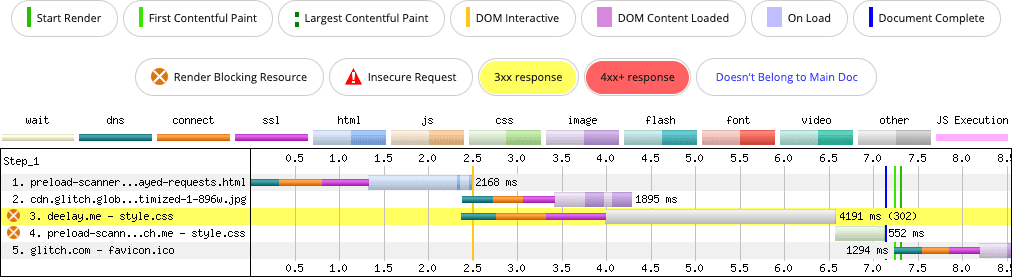 Start Render First Contentful Paint Largest Contentful Paint DOM Interactive DOM Content Loaded On Load Document Complete
Render Blocking Resource Insecure Request 3xx response 4xx+ response Doesn't Belong to Main Doc
wait dns connect ssl html js css image flash font video other JS Execution
Step_1 0.5 1.0 1.5 2.0 2.5 3.0 3.5 4.0 4.5 5.0 5.5 6.0 6.5 7.0 7.5 8.0 8.5
1. preload-scanner...ayed-requests.html 2168 ms
2. cdn.glitch.glob...timized-1-896w.jpg 1895 ms
3. deelay.me - style.css 4191 ms (302)
4. preload-scann...ch.me - style.css 552 ms
5. glitch.com - favicon.ico 1294 ms
0.5 1.0 1.5 2.0 2.5 3.0 3.5 4.0 4.5 5.0 5.5 6.0 6.5 7.0 7.5 8.0 8.5